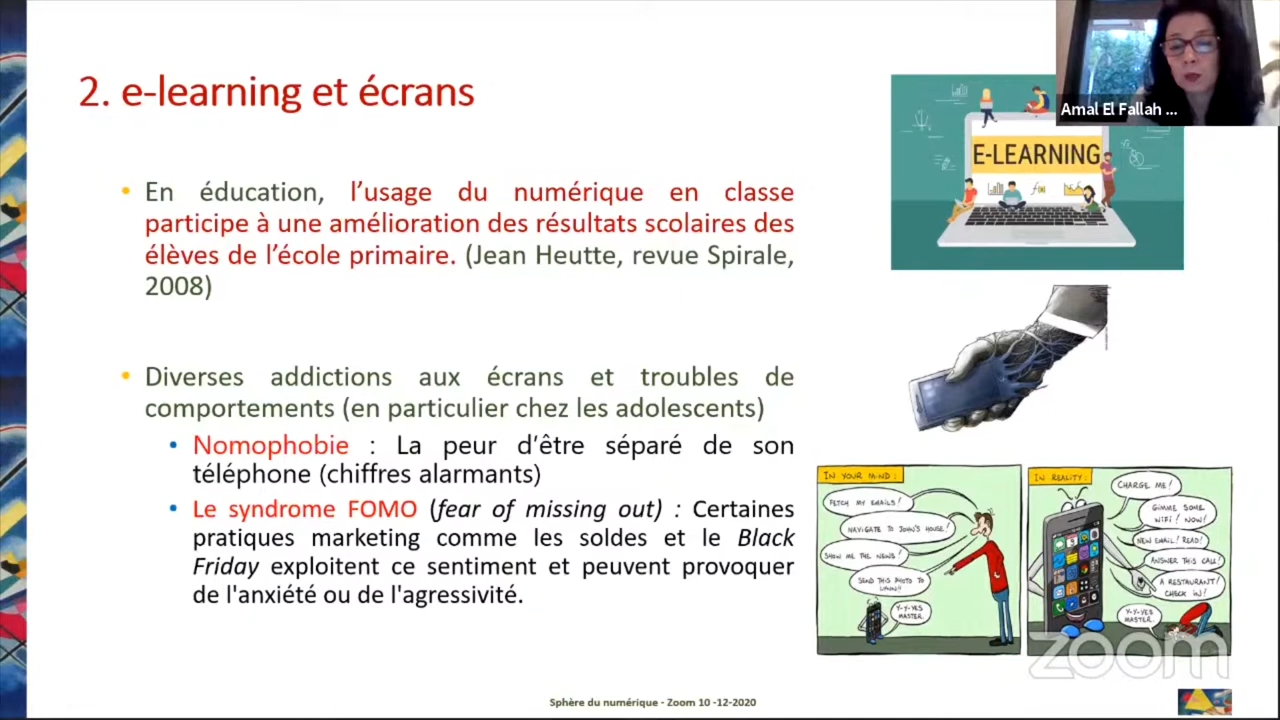 Amal El Fallah ...
2. e-learning et écrans
E-LEARNING
En éducation, l’usage du numérique en classe
participe à une amélioration des résultats scolaires des
élèves de l’école primaire. (Jean Heutte, revue Spirale,
2008)
Diverses addictions aux écrans et troubles de
comportements (en particulier chez les adolescents)
Nomophobie : La peur d'être séparé de son
téléphone (chiffres alarmants)
Le syndrome FOMO (fear of missing out) : Certaines
pratiques marketing comme les soldes et le Black
Friday exploitent ce sentiment et peuvent provoquer
de l'anxiété ou de l'agressivité.
IN YOUR MIND:
FETCH MY EMAILS!
NAVIGATE TO JOHN'S HOUSE!
SHOW ME THE NEWS!
SEND THIS PHOTO TO
Y-Y-YES
MASTER.
IN REALITY:
CHARGE ME!
GIMME SOME
WIFI! NOW!
NEW EMAIL! READ!
ANSWER THIS CALL!
A RESTAURANT!
CHECK IN!
Y-Y-YES
MASTER.
zoom
Sphère du numérique - Zoom 10 -12-2020